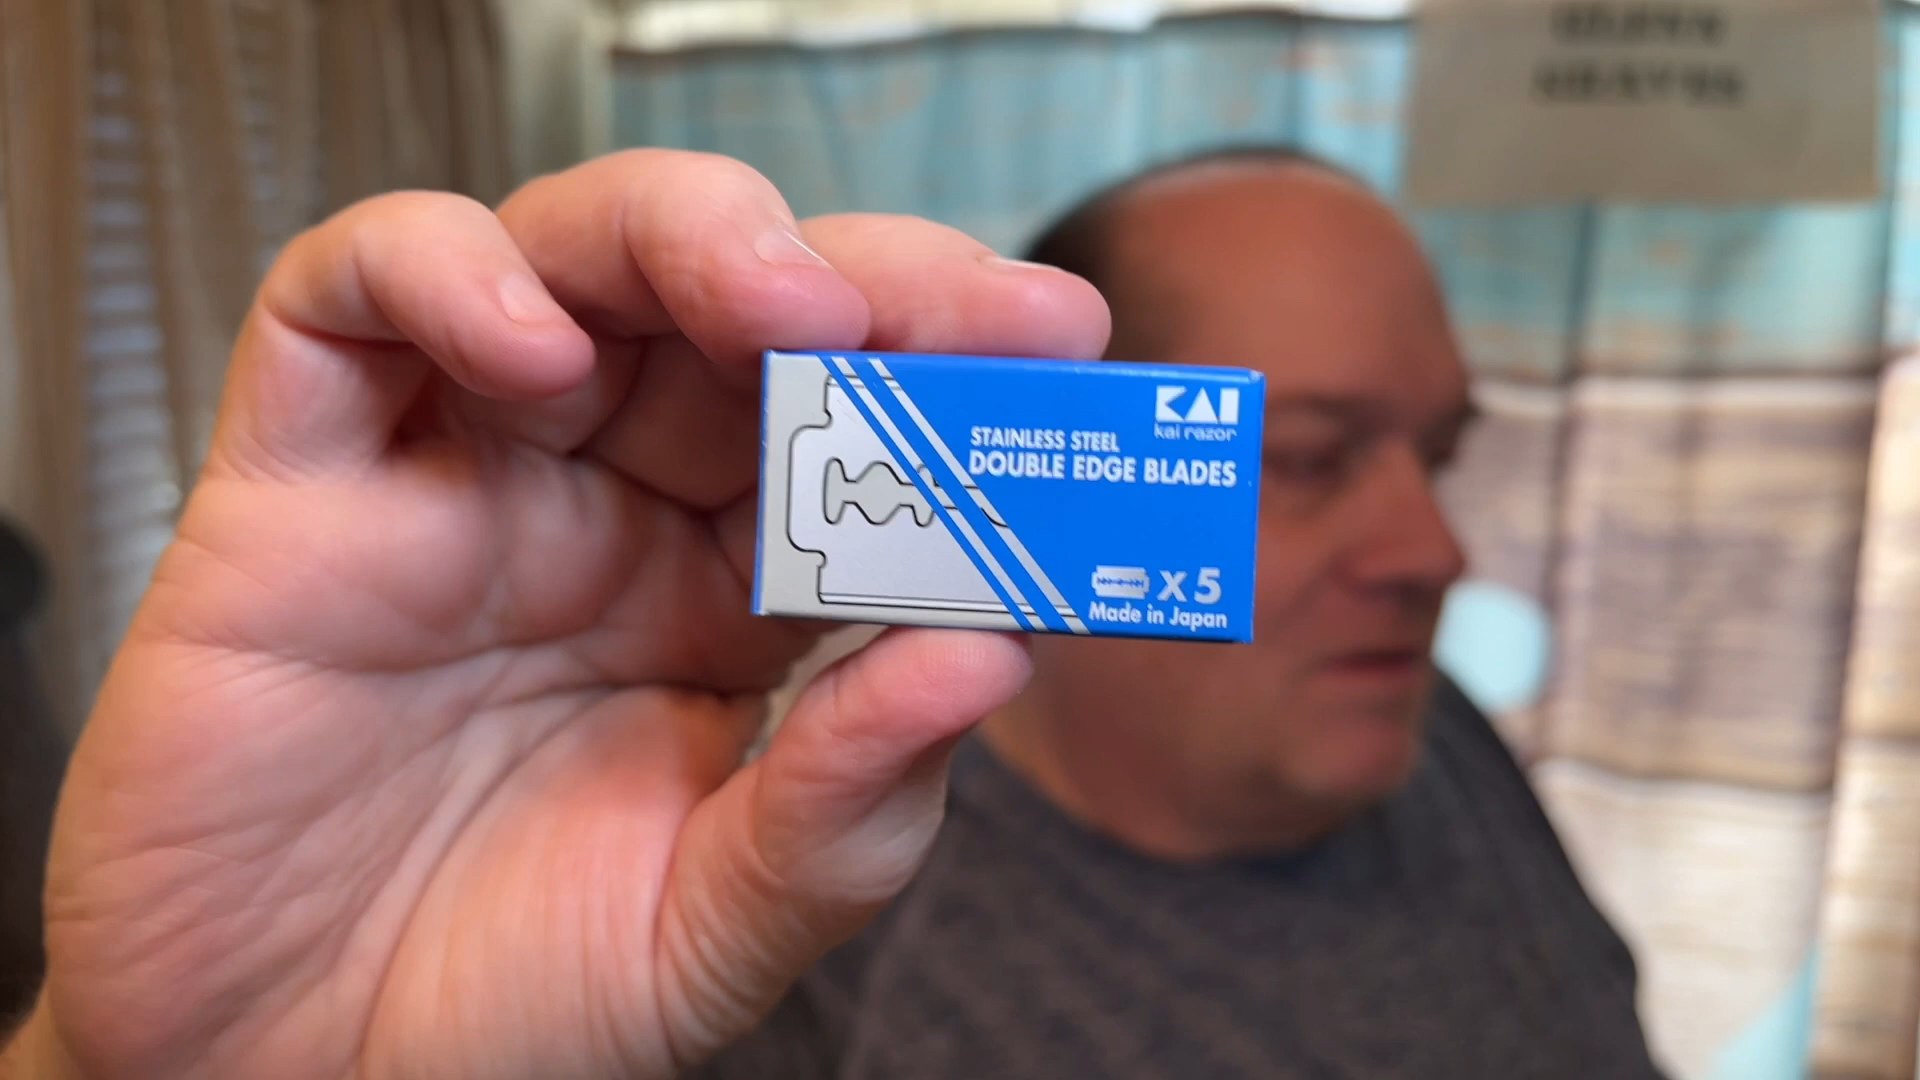 KAI
kai razor
STAINLESS STEEL
DOUBLE EDGE BLADES
X 5
Made in Japan